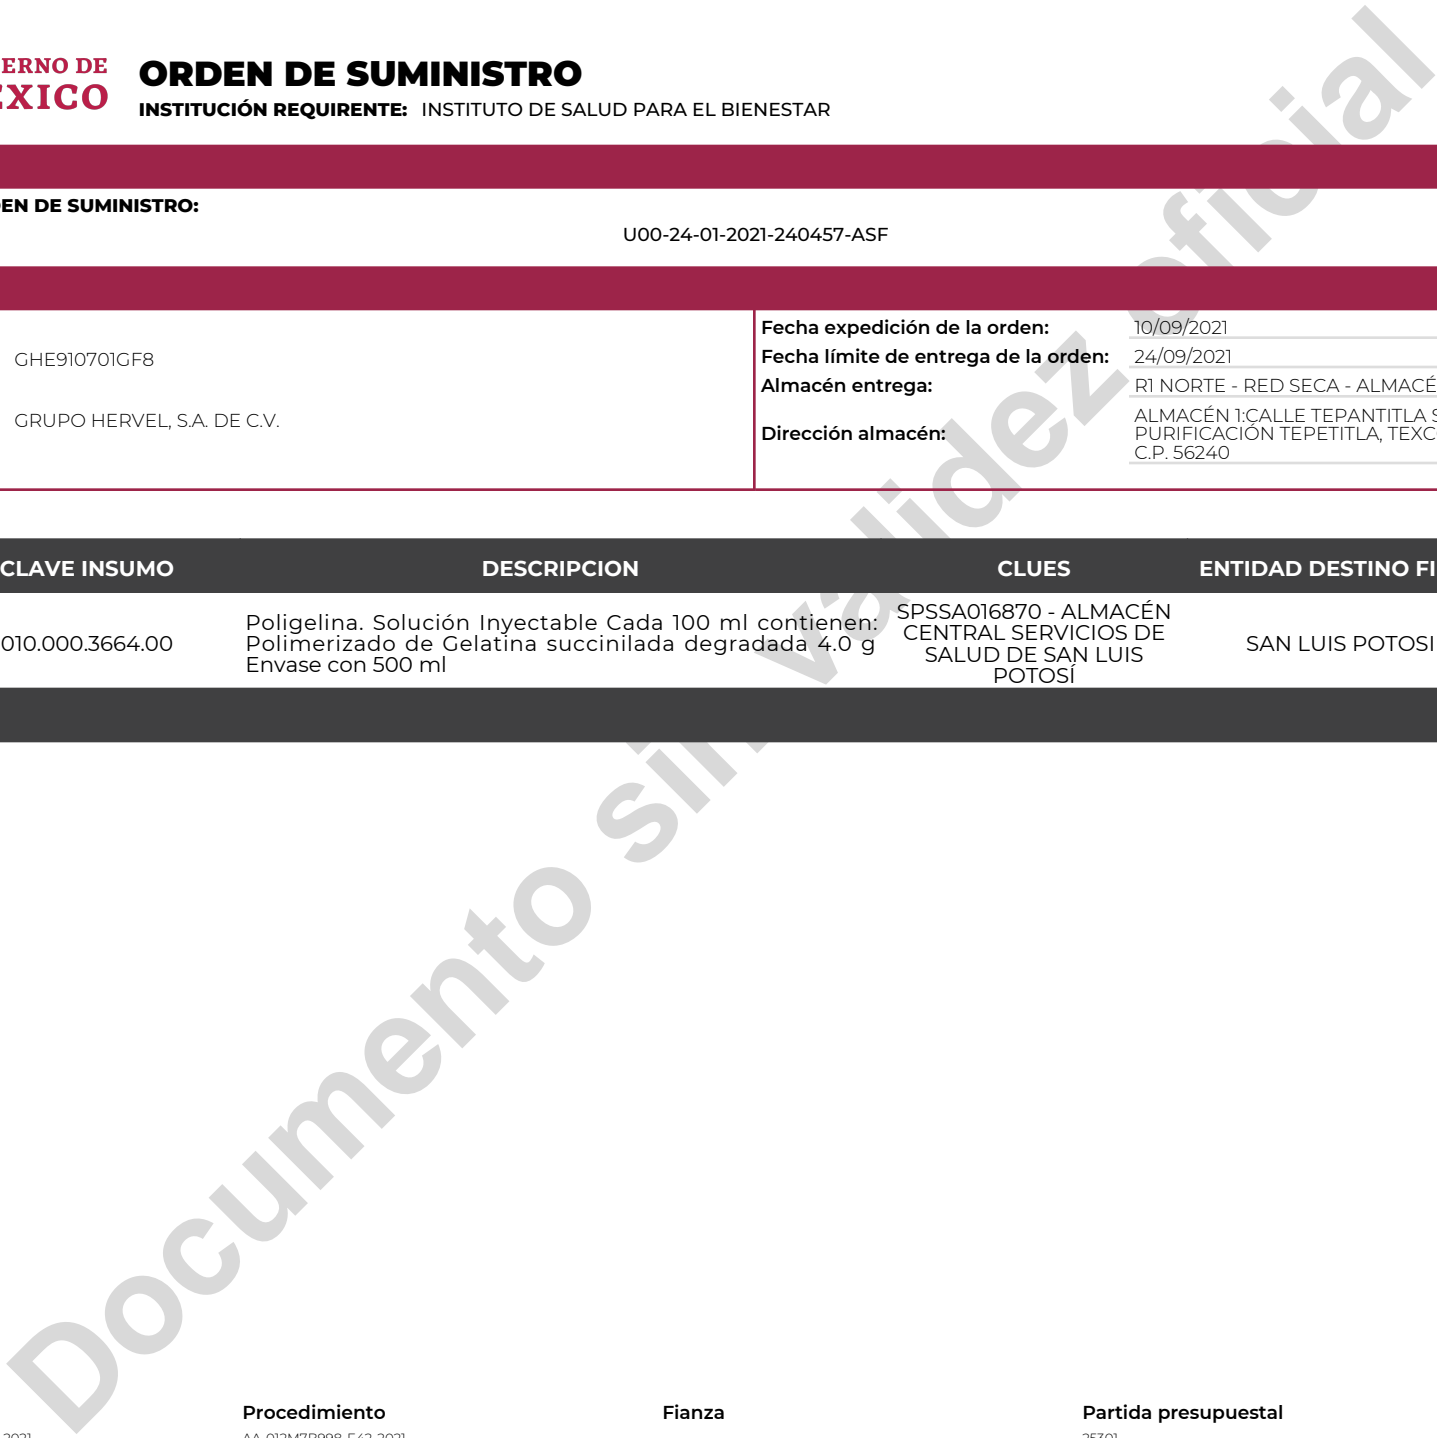 ERNO DE
EXICO
ORDEN DE SUMINISTRO
INSTITUCIÓN REQUIRENTE: INSTITUTO DE SALUD PARA EL BIENESTAR
EN DE SUMINISTRO:
U00-24-01-2021-240457-ASF
GHE910701GF8
GRUPO HERVEL, S.A. DE C.V.
Fecha expedición de la orden: 10/09/2021
Fecha límite de entrega de la orden: 24/09/2021
Almacén entrega: R1 NORTE - RED SECA - ALMACÉ
Dirección almacén: ALMACÉN 1:CALLE TEPANTITLA S
PURIFICACIÓN TEPETITLA, TEXC
C.P. 56240
CLAVE INSUMO DESCRIPCION CLUES ENTIDAD DESTINO FI
010.000.3664.00
Poligelina. Solución Inyectable Cada 100 ml contienen:
Polimerizado de Gelatina succinilada degradada 4.0 g
Envase con 500 ml
SPSSA016870 - ALMACÉN
CENTRAL SERVICIOS DE
SALUD DE SAN LUIS
POTOSÍ
SAN LUIS POTOSI
Documento sin validez oficial
Procedimiento Fianza Partida presupuestal